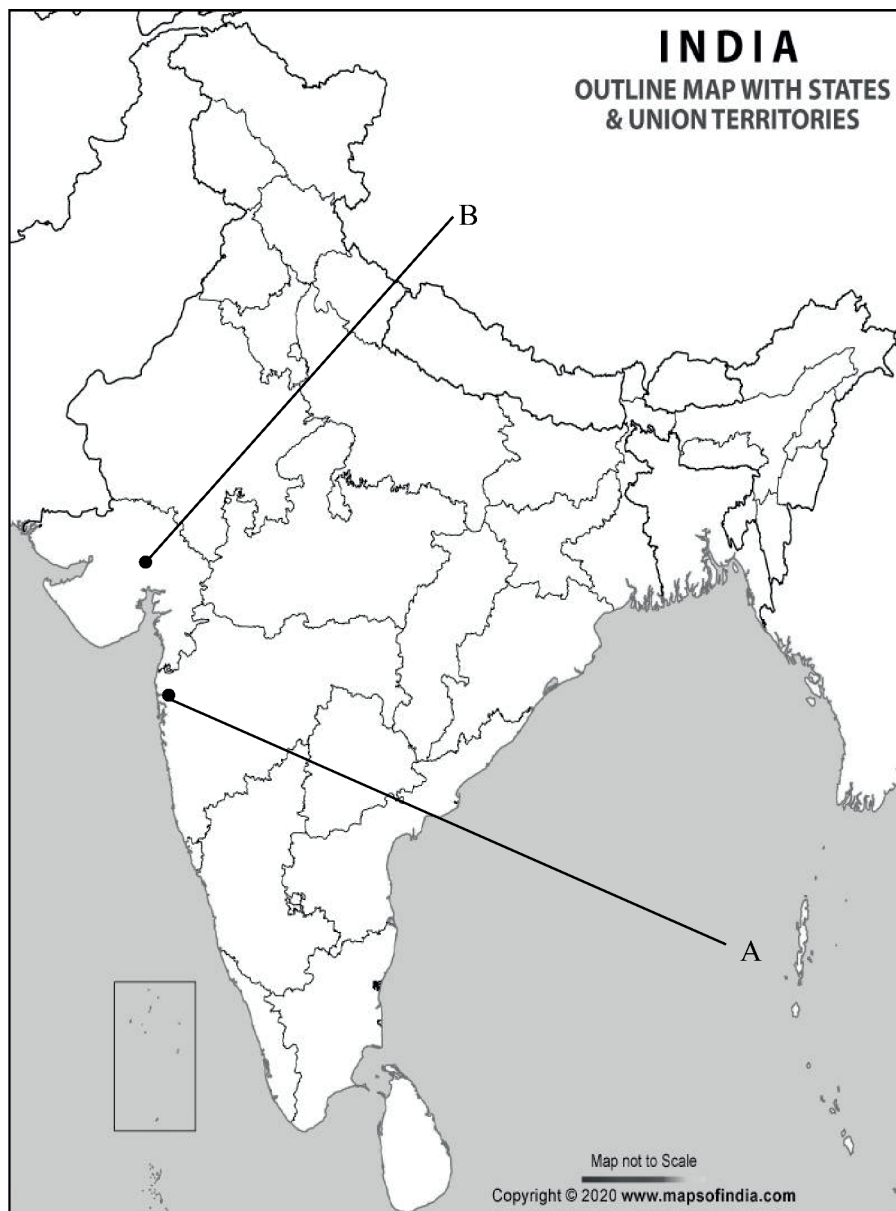 INDIA
OUTLINE MAP WITH STATES
& UNION TERRITORIES
B
A
Map not to Scale
Copyright © 2020 www.mapsofindia.com